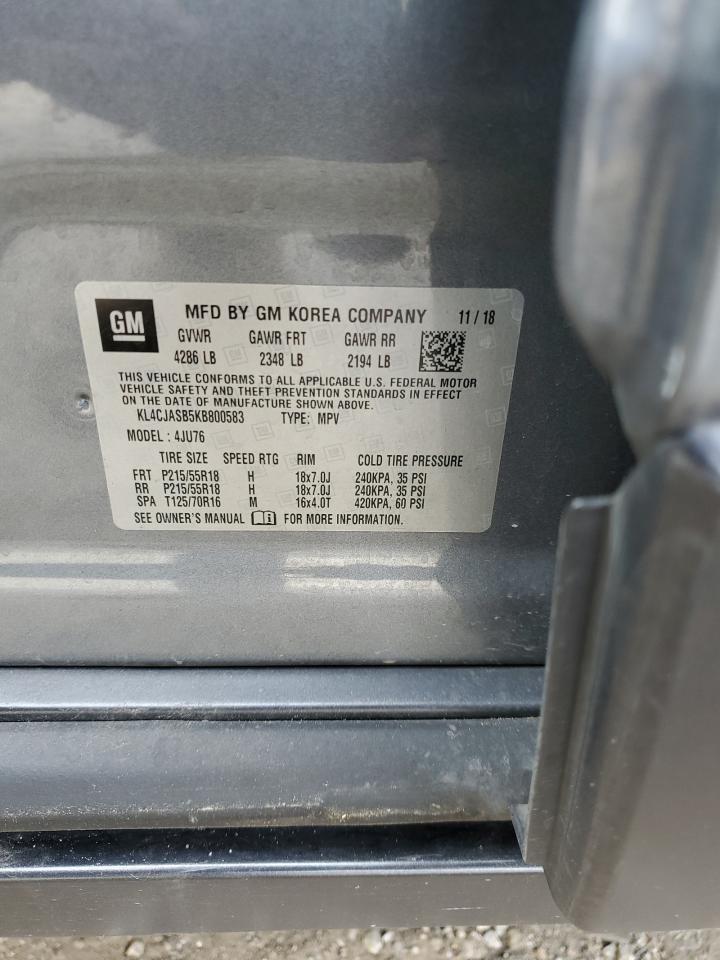 GM
MFD BY GM KOREA COMPANY 11 / 18
GVWR GAWR FRT GAWR RR
4286 LB 2348 LB 2194 LB
THIS VEHICLE CONFORMS TO ALL APPLICABLE U.S. FEDERAL MOTOR
VEHICLE SAFETY AND THEFT PREVENTION STANDARDS IN EFFECT
ON THE DATE OF MANUFACTURE SHOWN ABOVE.
KL4CJASB5KB800583 TYPE: MPV
MODEL: 4JU76
TIRE SIZE SPEED RTG RIM COLD TIRE PRESSURE
FRT P215/55R18 H 18x7.0J 240KPA, 35 PSI
RR P215/55R18 H 18x7.0J 240KPA, 35 PSI
SPA T125/70R16 M 16x4.0T 420KPA, 60 PSI
SEE OWNER'S MANUAL FOR MORE INFORMATION.